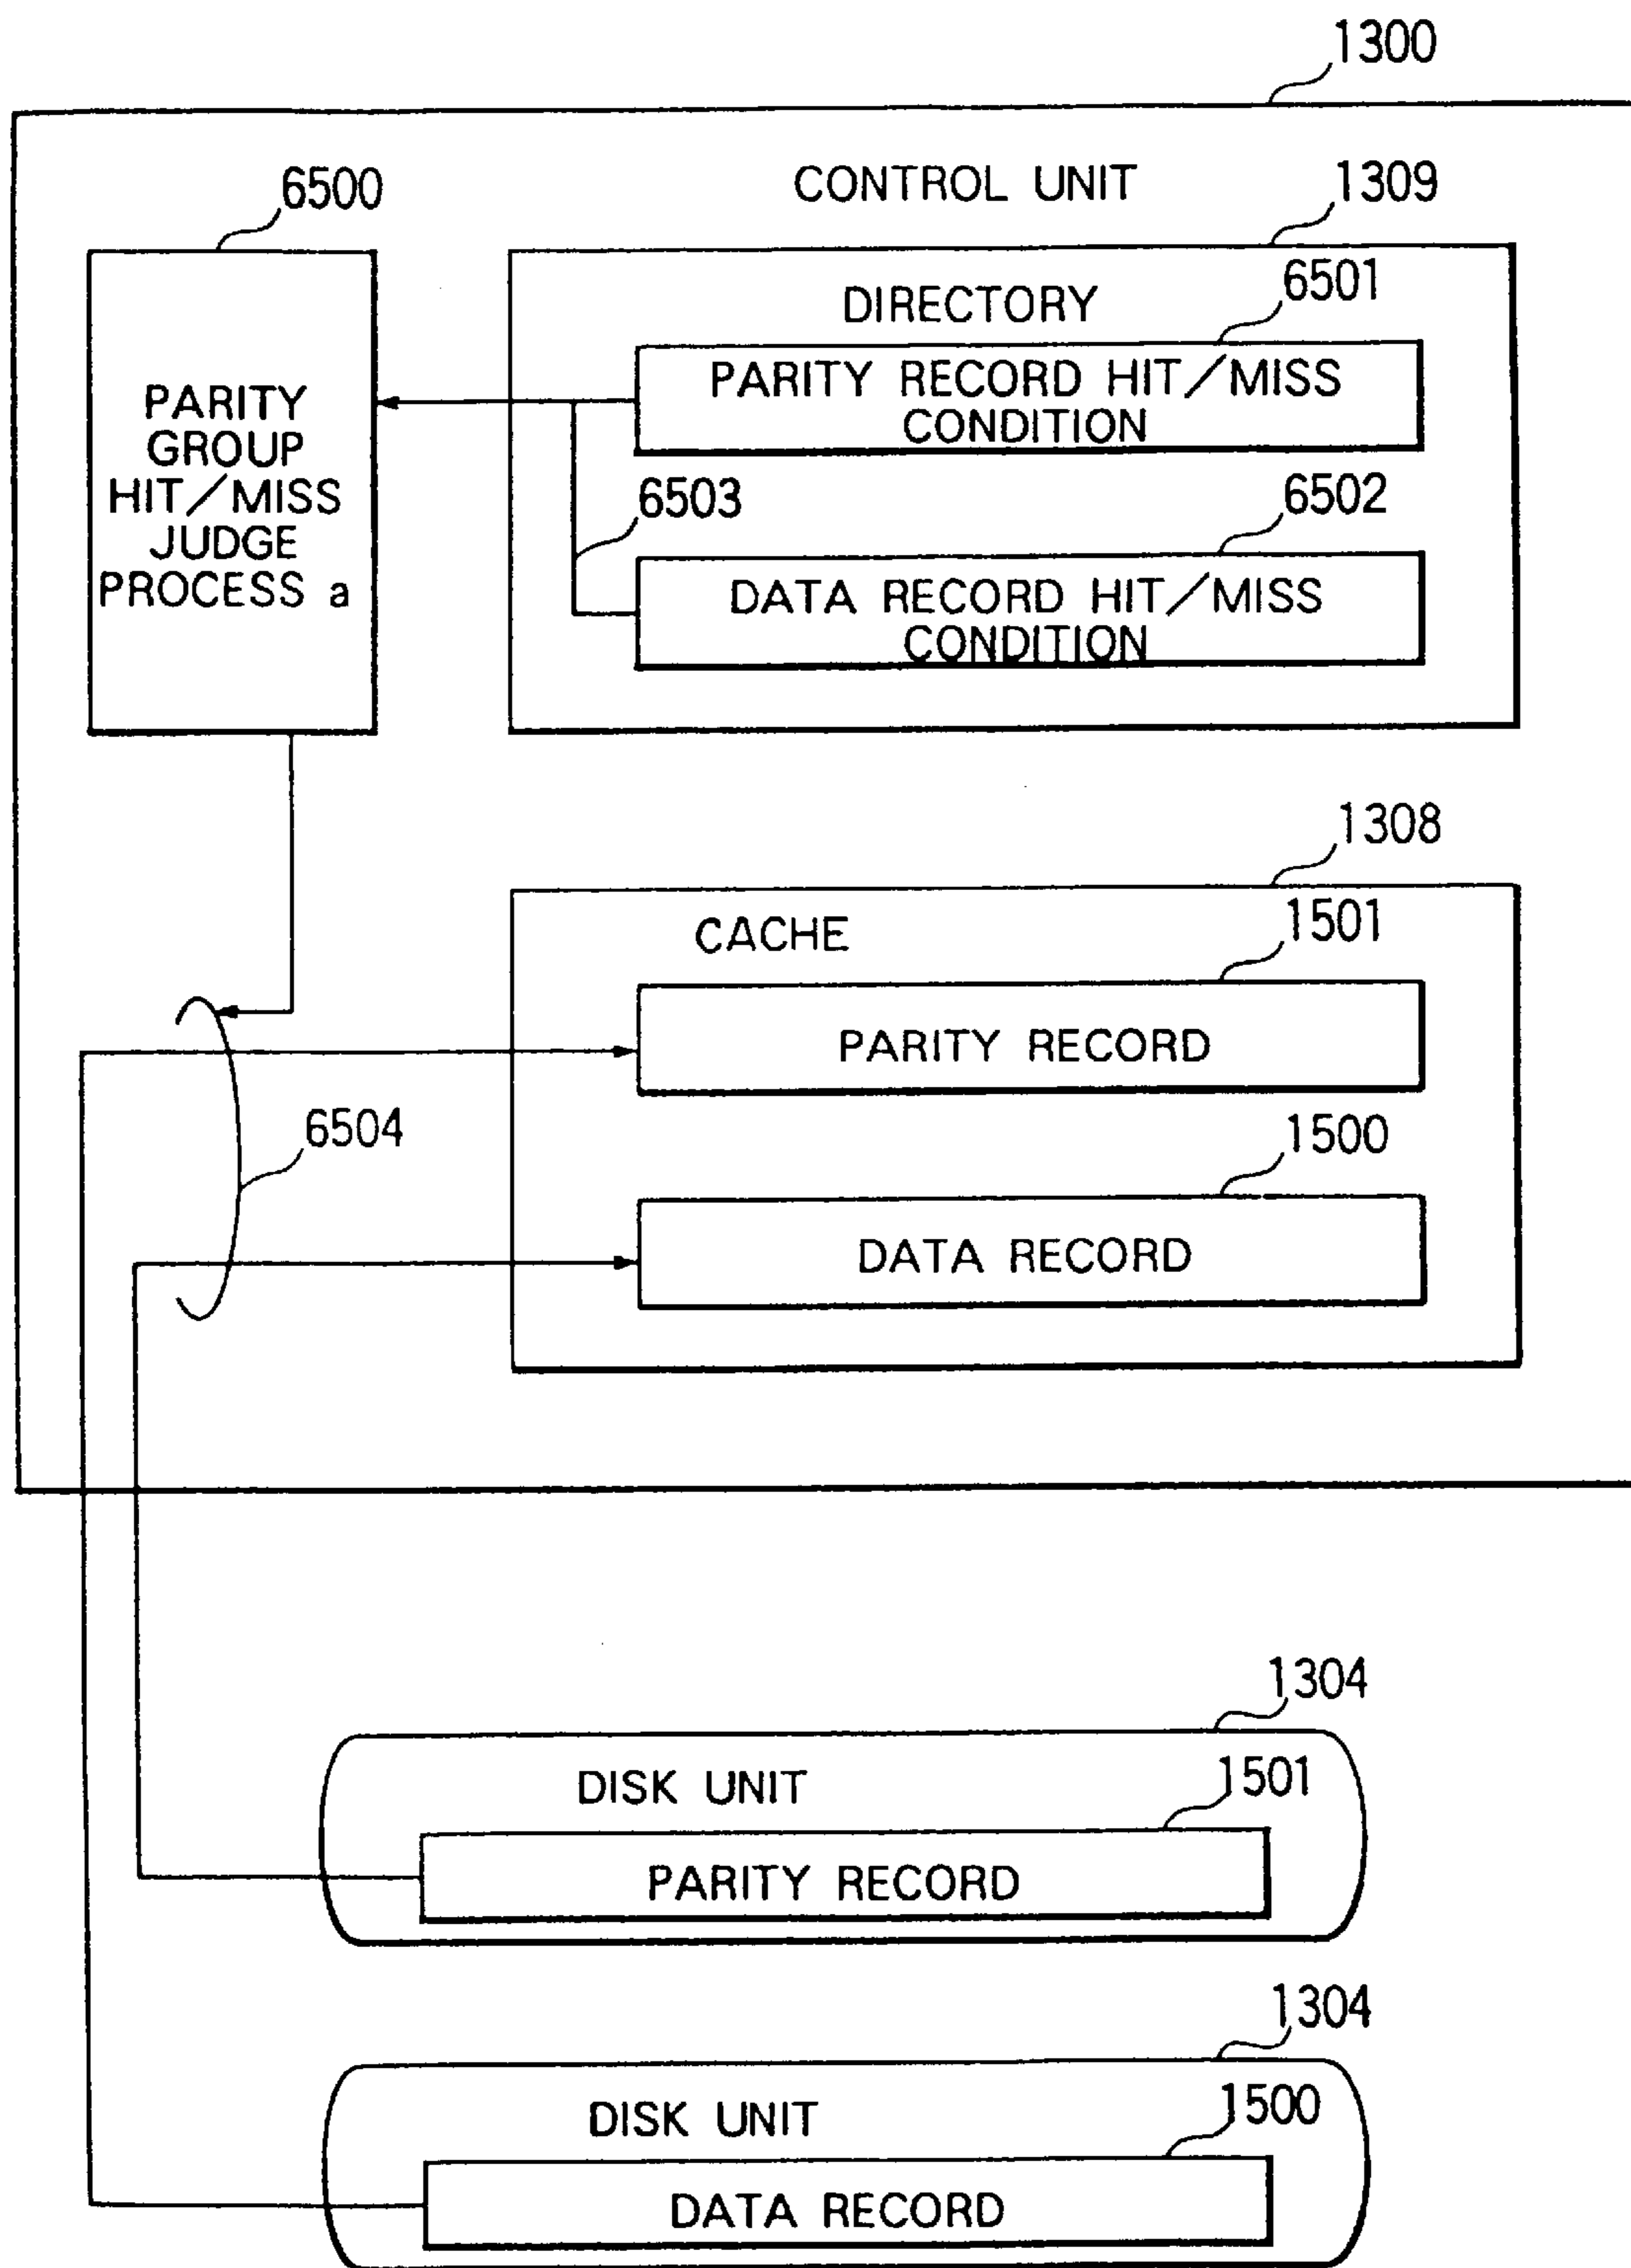 1300
CONTROL UNIT
6500
1309
DIRECTORY
6501
PARITY RECORD HIT/MISS
CONDITION
PARITY
GROUP
HIT/MISS
JUDGE
PROCESS a
6503
6502
DATA RECORD HIT/MISS
CONDITION
1308
CACHE
1501
PARITY RECORD
6504
1500
DATA RECORD
1304
DISK UNIT
1501
PARITY RECORD
1304
DISK UNIT
1500
DATA RECORD